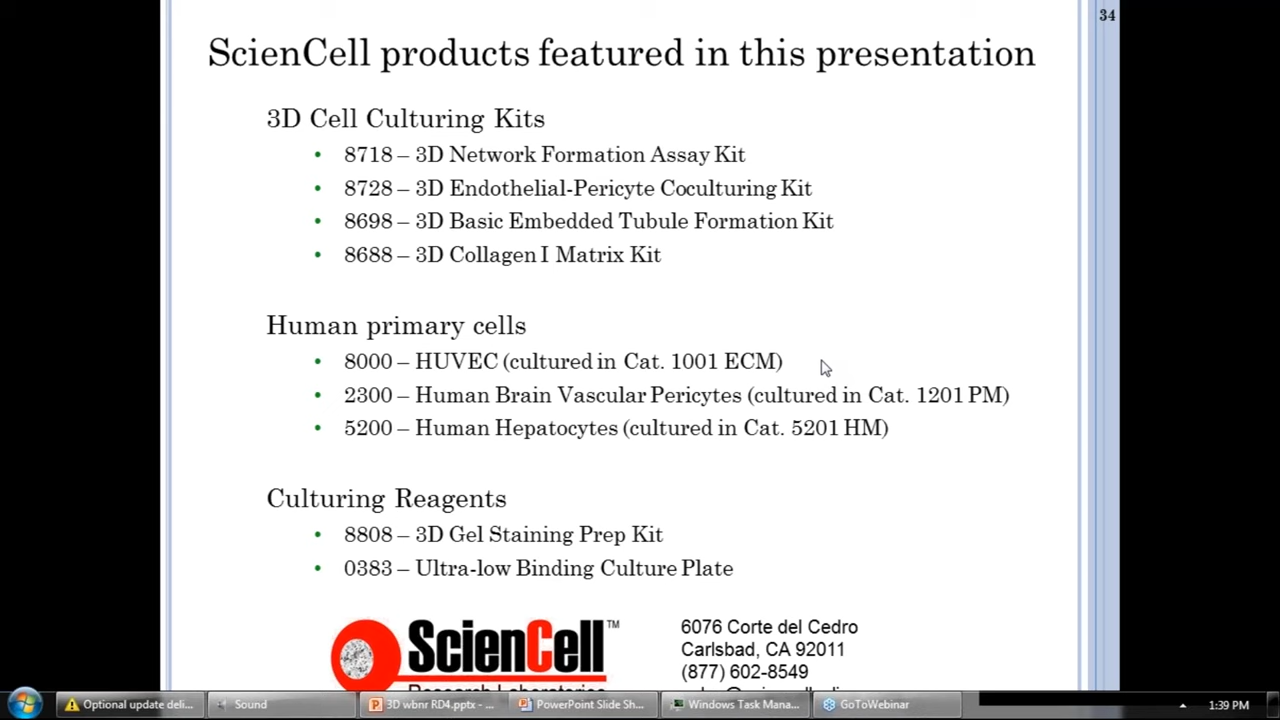 34
ScienCell products featured in this presentation
3D Cell Culturing Kits
• 8718 – 3D Network Formation Assay Kit
• 8728 – 3D Endothelial-Pericyte Coculturing Kit
• 8698 – 3D Basic Embedded Tubule Formation Kit
• 8688 – 3D Collagen I Matrix Kit
Human primary cells
• 8000 – HUVEC (cultured in Cat. 1001 ECM)
• 2300 – Human Brain Vascular Pericytes (cultured in Cat. 1201 PM)
• 5200 – Human Hepatocytes (cultured in Cat. 5201 HM)
Culturing Reagents
• 8808 – 3D Gel Staining Prep Kit
• 0383 – Ultra-low Binding Culture Plate
ScienCell™
Research Laboratories
6076 Corte del Cedro
Carlsbad, CA 92011
(877) 602-8549
Optional update deli...
Sound
3D wbnr RD4.pptx - ...
PowerPoint Slide Sh...
Windows Task Mana...
GoToWebinar
1:39 PM